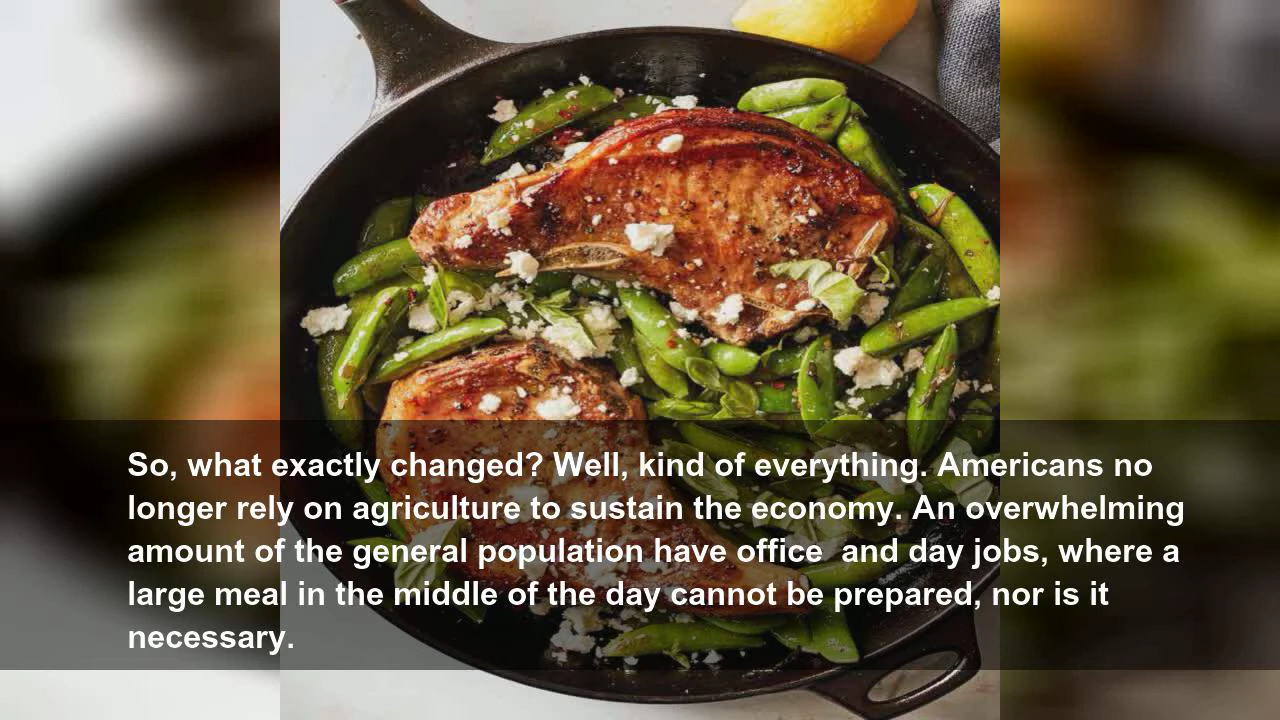 So, what exactly changed? Well, kind of everything. Americans no
longer rely on agriculture to sustain the economy. An overwhelming
amount of the general population have office  and day jobs, where a
large meal in the middle of the day cannot be prepared, nor is it
necessary.